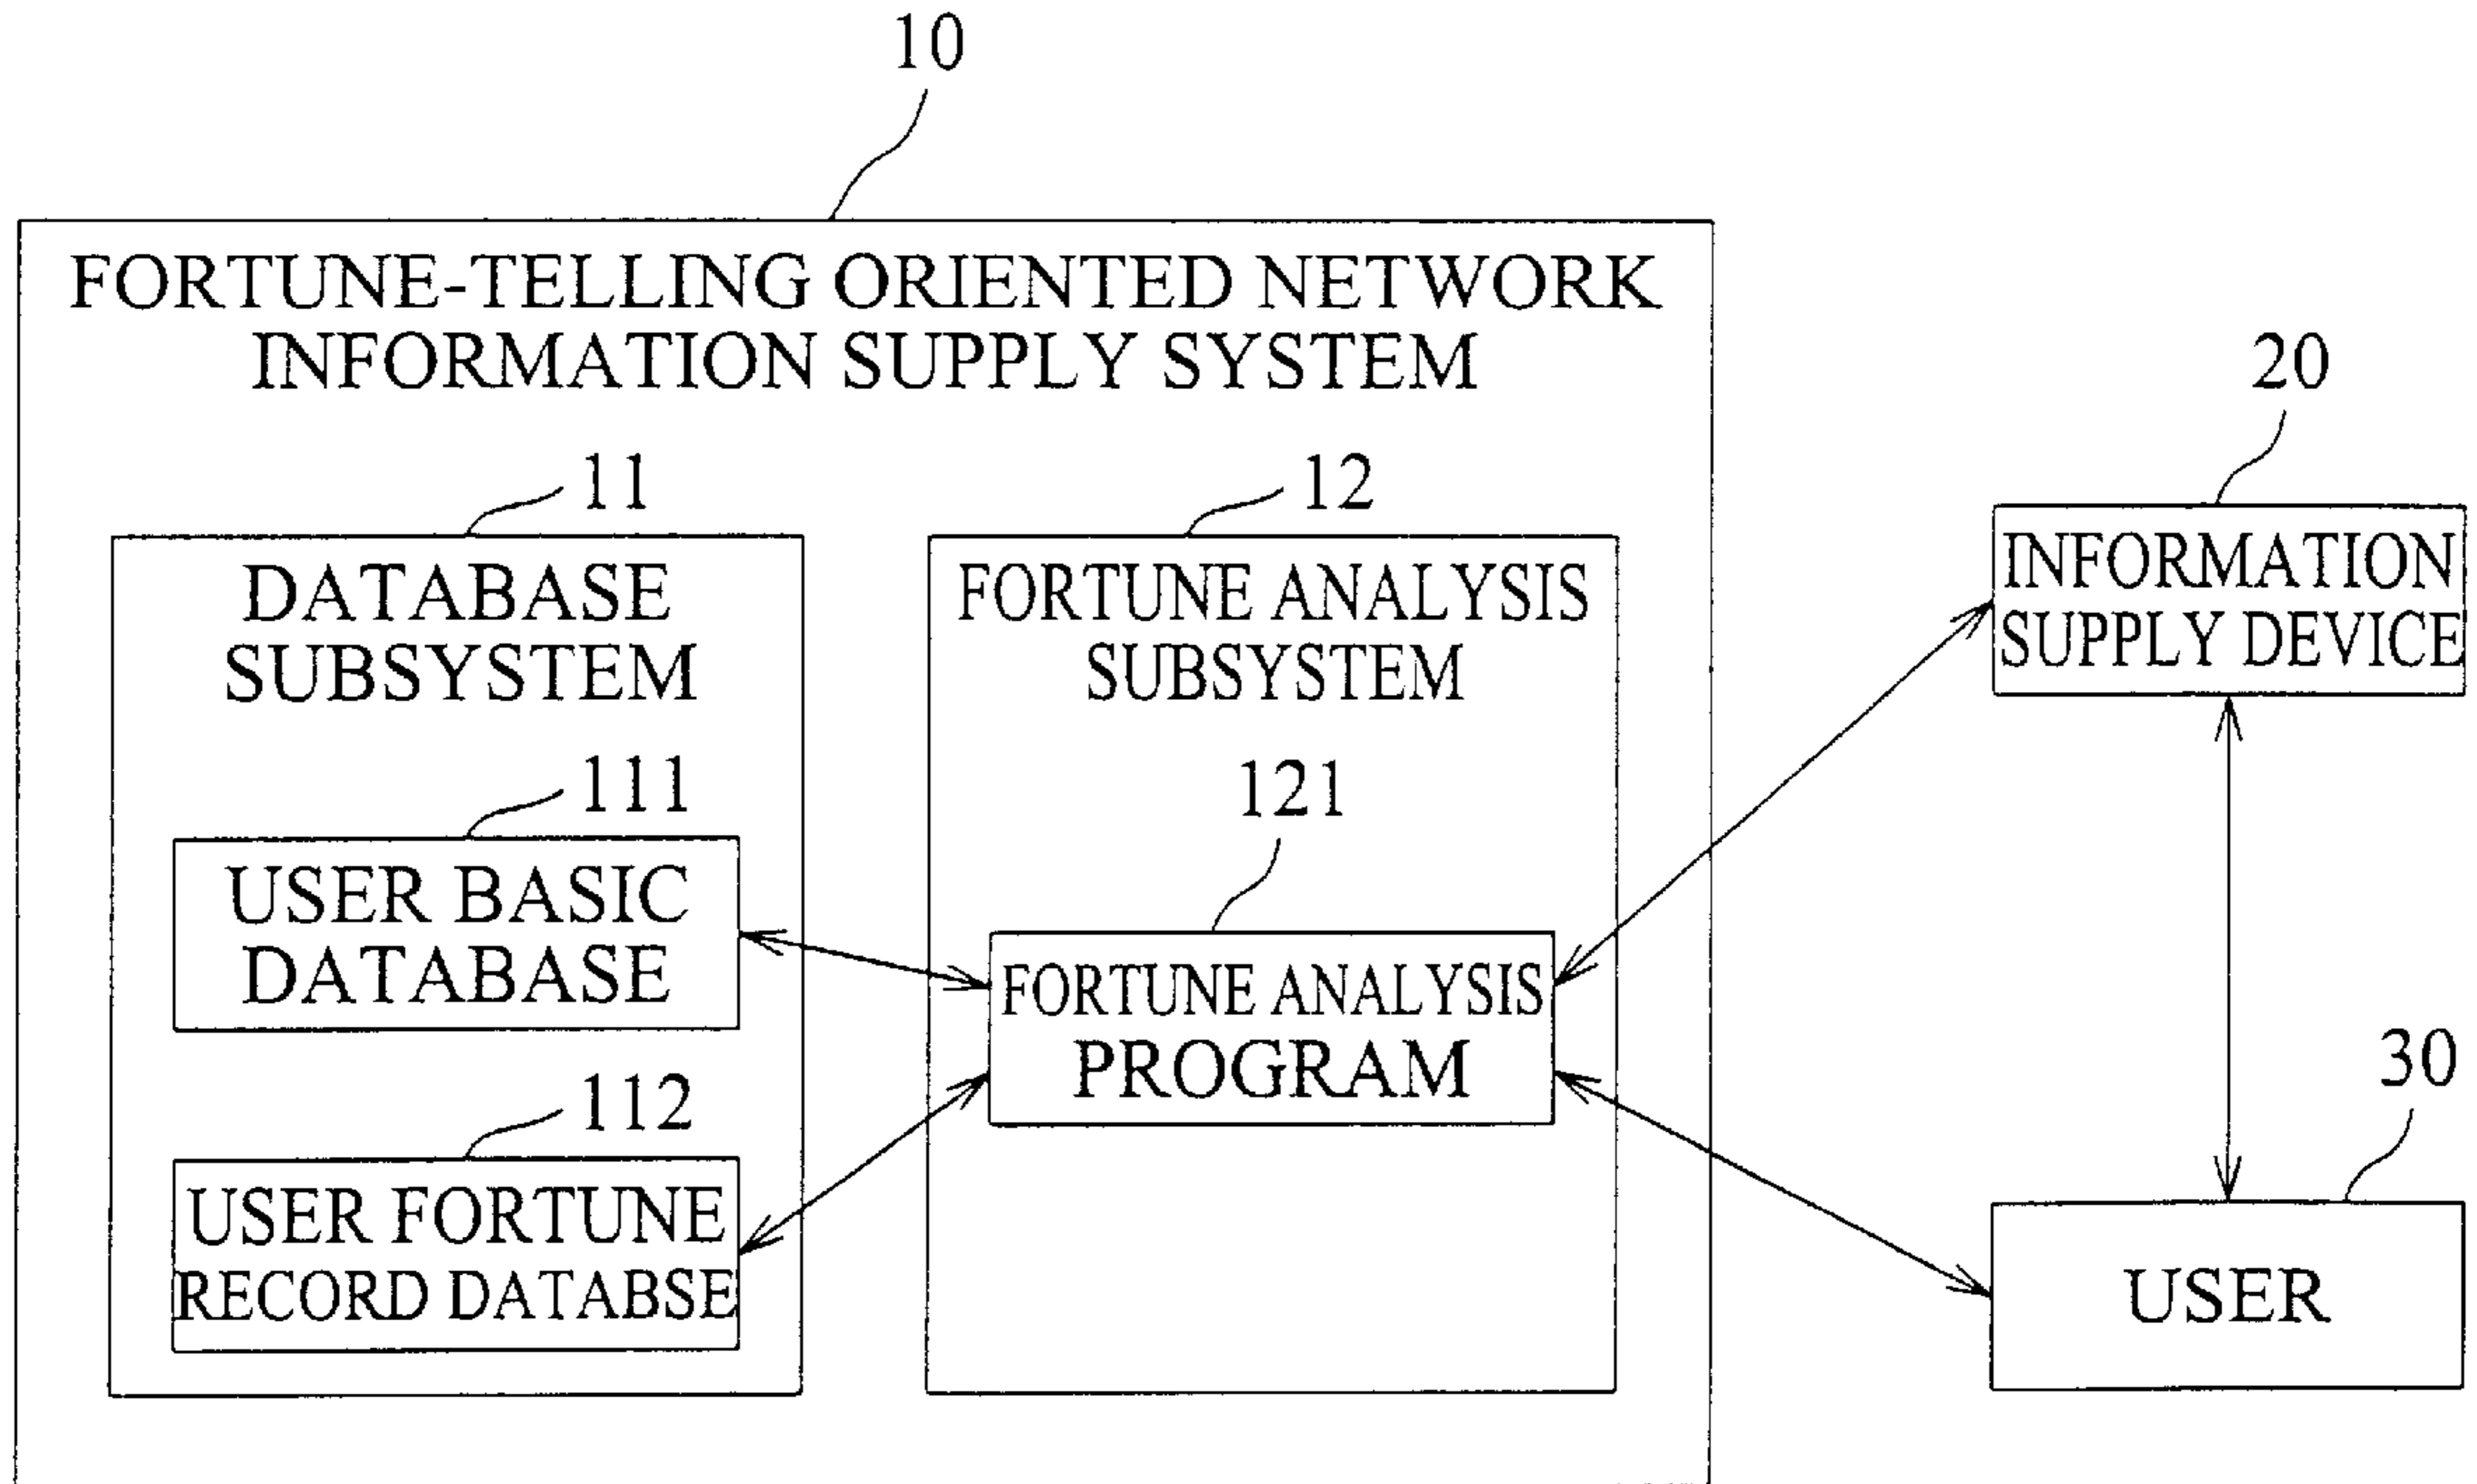 10
FORTUNE-TELLING ORIENTED NETWORK
INFORMATION SUPPLY SYSTEM
11
DATABASE
SUBSYSTEM
111
USER BASIC
DATABASE
112
USER FORTUNE
RECORD DATABSE
12
FORTUNE ANALYSIS
SUBSYSTEM
121
FORTUNE ANALYSIS
PROGRAM
20
INFORMATION
SUPPLY DEVICE
30
USER